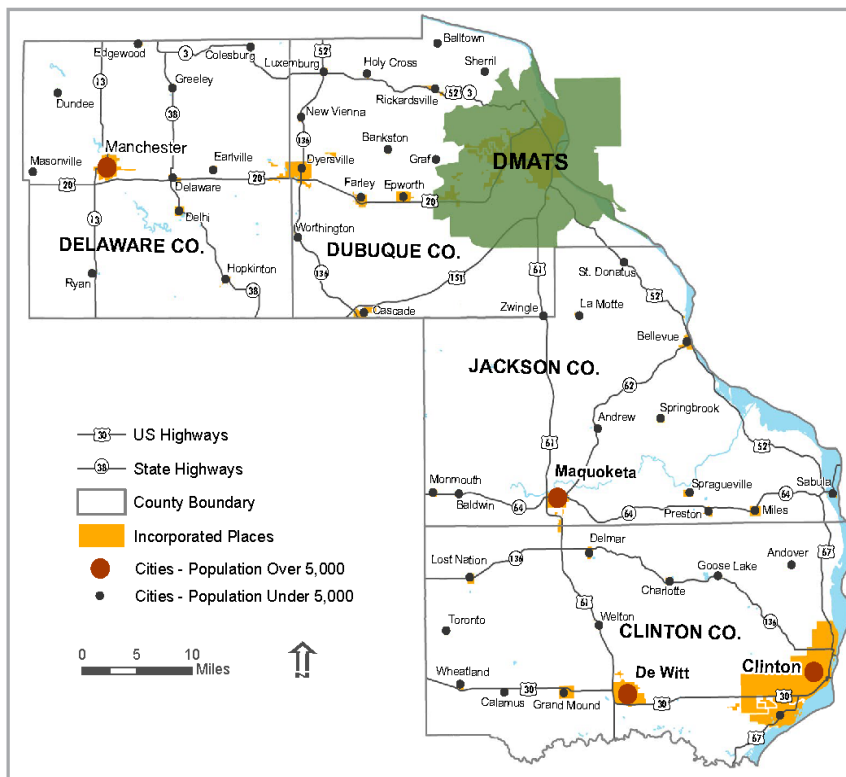 Balltown
Edgewood
3
Colesburg
52
Luxemburg
Holy Cross
Sherril
13
Greeley
Rickardsville
52
3
Dundee
38
New Vienna
136
Bankston
Manchester
Masonville
Earlville
Dyersville
Graf
DMATS
20
Delaware
20
Farley
Epworth
20
Delhi
13
DELAWARE CO.
Worthington
DUBUQUE CO.
136
151
61
St. Donatus
Ryan
Hopkinton
38
52
Cascade
Zwingle
La Motte
Bellevue
JACKSON CO.
62
Andrew
Springbrook
61
52
30
US Highways
38
State Highways
County Boundary
Incorporated Places
Cities - Population Over 5,000
Cities - Population Under 5,000
0
5
10
Miles
N
Maquoketa
Monmouth
Baldwin
64
Spragueville
Sabula
64
64
Preston
Miles
67
Delmar
136
Lost Nation
Andover
Goose Lake
Charlotte
61
Toronto
Welton
136
CLINTON CO.
Wheatland
De Witt
Clinton
30
Calamus
Grand Mound
30
30
67